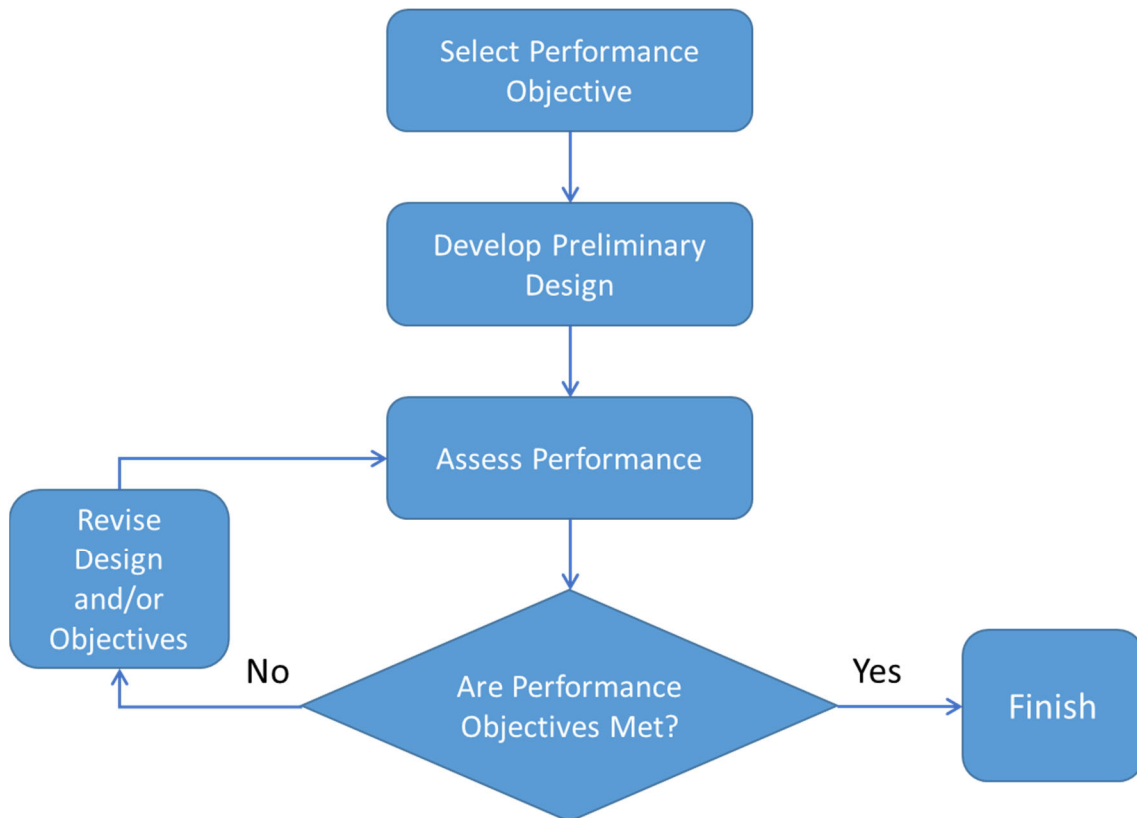 Select Performance
Objective
Develop Preliminary
Design
Assess Performance
Revise
Design
and/or
Objectives
No
Are Performance
Objectives Met?
Yes
Finish